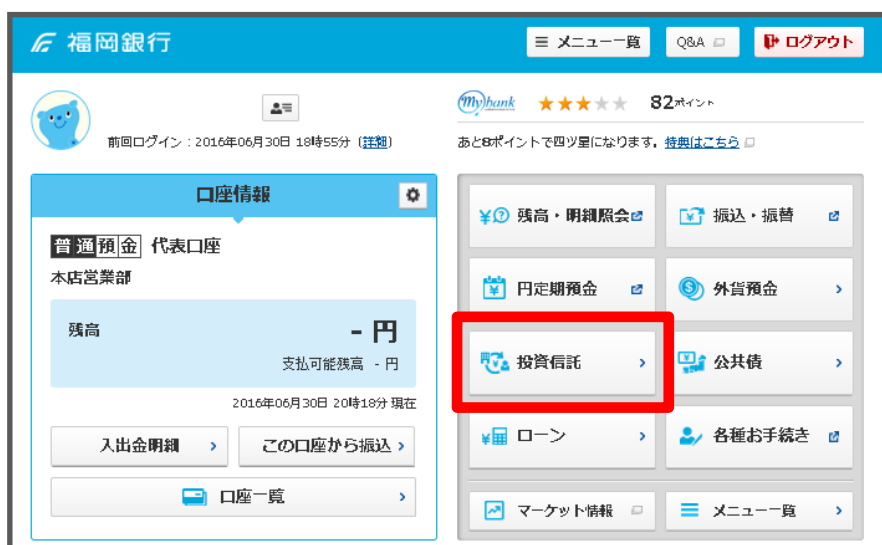 福岡銀行
メニュー一覧
Q&A
ログアウト
前回ログイン：2016年06月30日 18時55分（詳細）
My bank
82ポイント
あと8ポイントで四ツ星になります。特典はこちら
口座情報
普通預金 代表口座
本店営業部
残高
- 円
支払可能残高 - 円
2016年06月30日 20時18分 現在
入出金明細
この口座から振込
口座一覧
残高・明細照会
振込・振替
円定期預金
外貨預金
投資信託
公共債
ローン
各種お手続き
マーケット情報
メニュー一覧